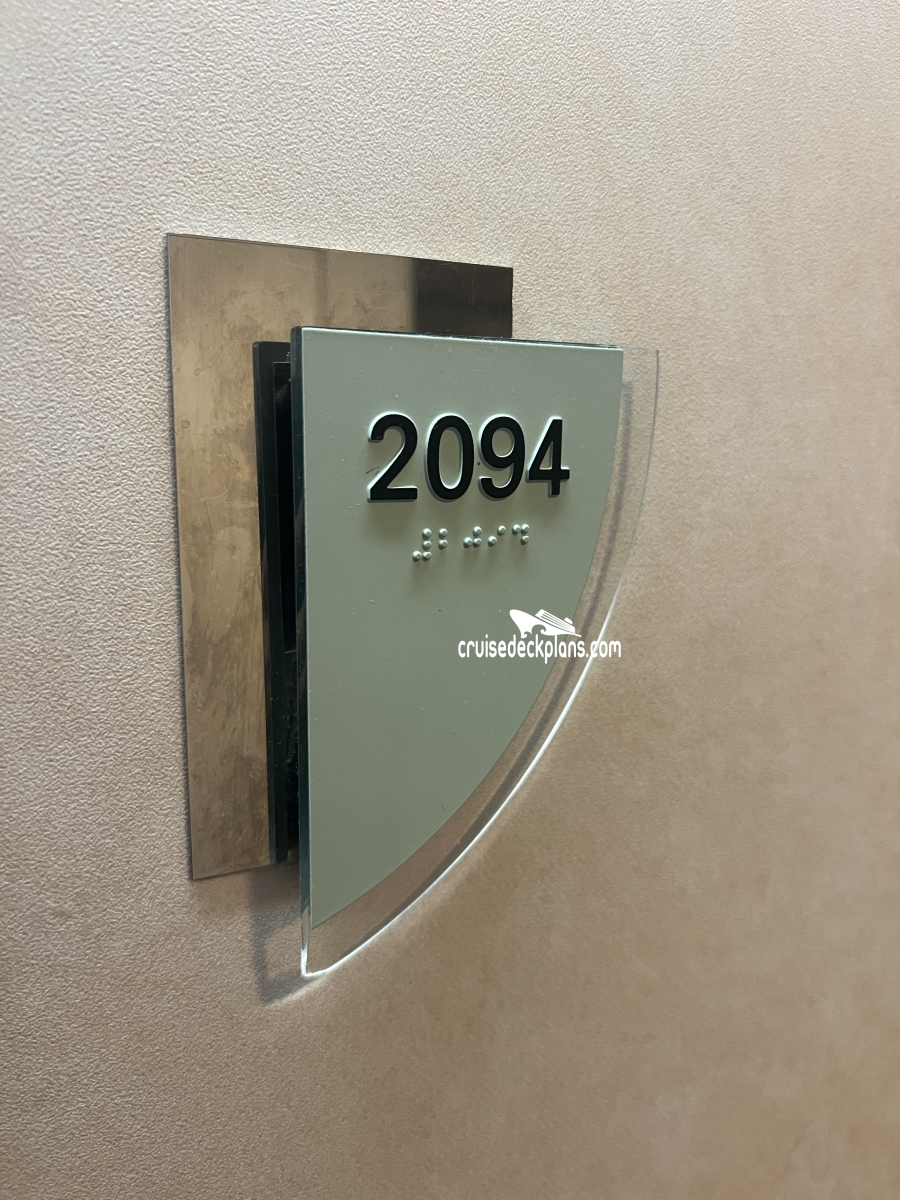 2094
⠼⠃⠚⠊⠙
cruisedeckplans.com